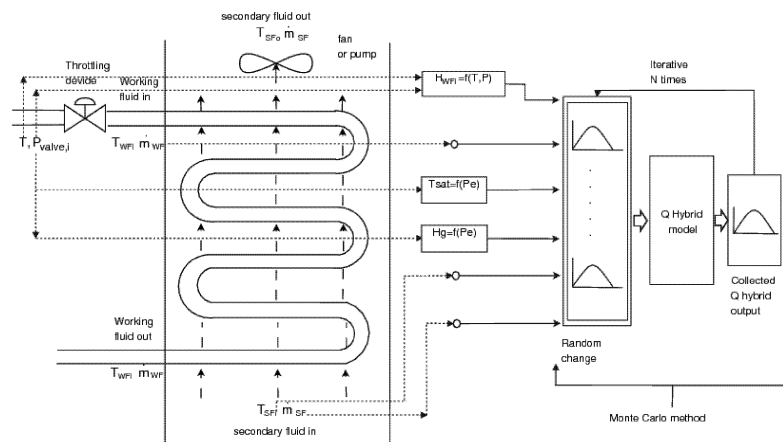 secondary fluid out
T_SFo ṁ_SF
fan
or pump
Throttling
devide
Working
fluid in
T, P_valve,i
T_WFi ṁ_WF
Working
fluid out
T_WFi ṁ_WF
T_SFi ṁ_SF
secondary fluid in
H_WFi=f(T,P)
Tsat=f(Pe)
Hg=f(Pe)
Iterative
N times
Q Hybrid
model
Collected
Q hybrid
output
Random
change
Monte Carlo method